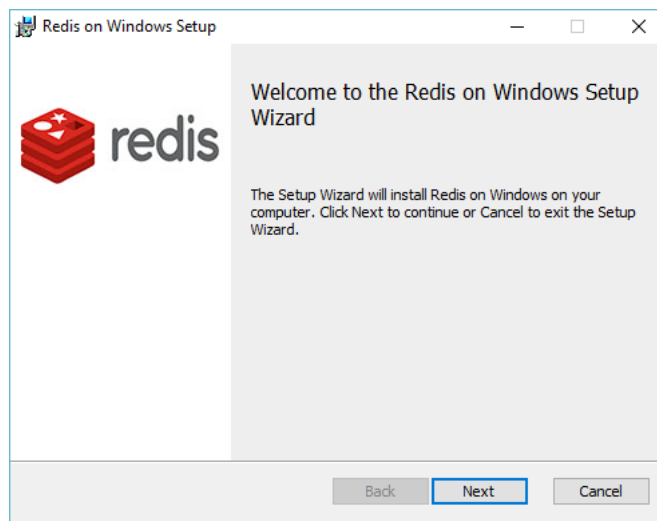 Redis on Windows Setup
redis
Welcome to the Redis on Windows Setup
Wizard
The Setup Wizard will install Redis on Windows on your
computer. Click Next to continue or Cancel to exit the Setup
Wizard.
Back
Next
Cancel